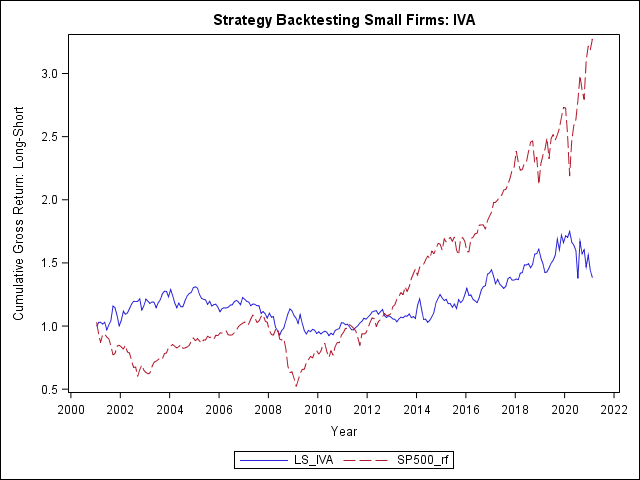 Strategy Backtesting Small Firms: IVA
Cumulative Gross Return: Long-Short
3.0
2.5
2.0
1.5
1.0
0.5
2000 2002 2004 2006 2008 2010 2012 2014 2016 2018 2020 2022
Year
LS_IVA SP500_rf